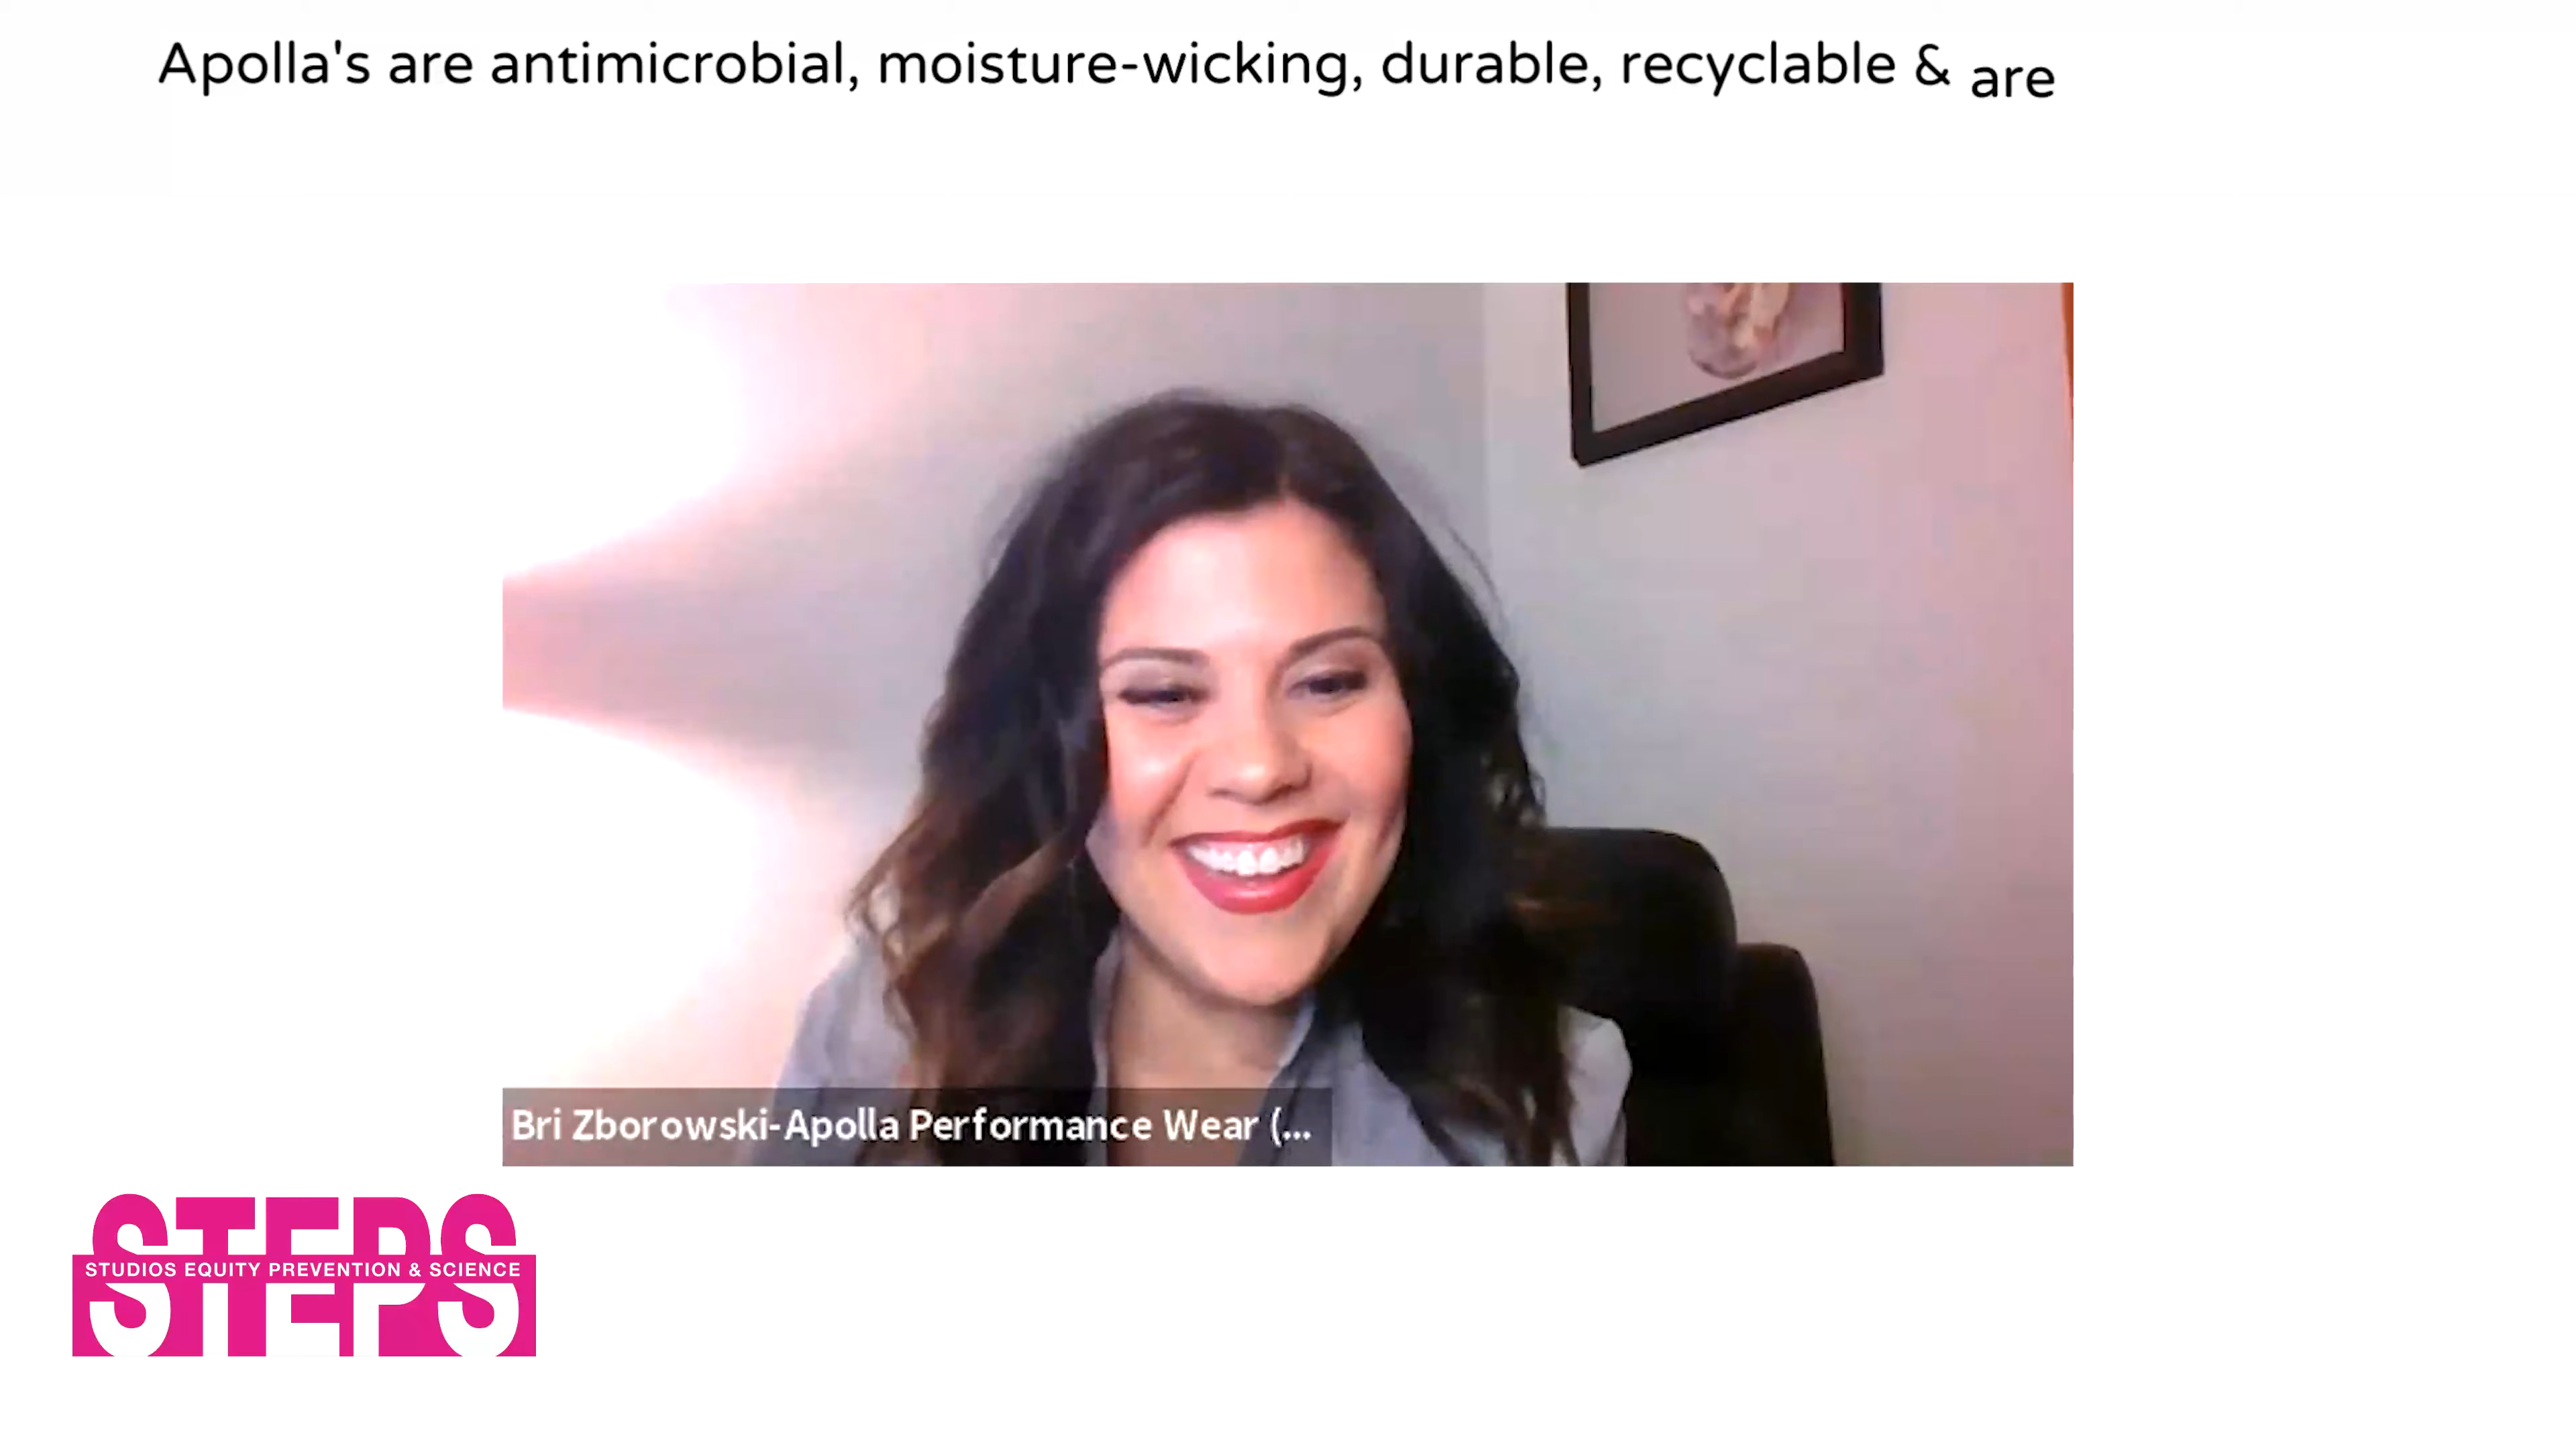 Apolla's are antimicrobial, moisture-wicking, durable, recyclable & are
Bri Zborowski-Apolla Performance Wear (...
STEPS
STUDIOS EQUITY PREVENTION & SCIENCE